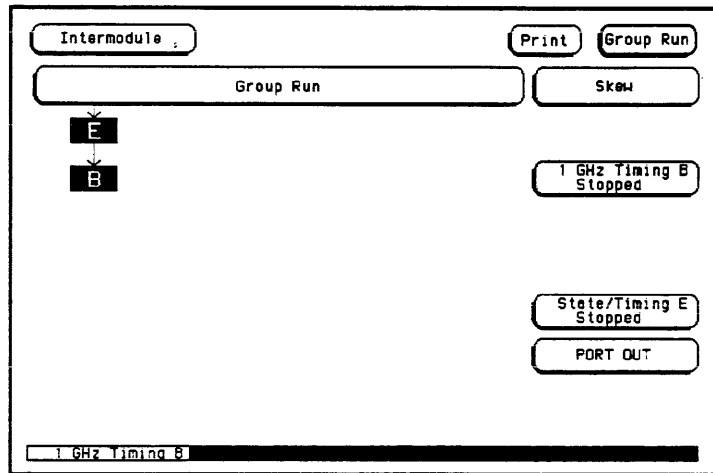 Intermodule
Print
Group Run
Group Run
Skew
E
B
1 GHz Timing B
Stopped
State/Timing E
Stopped
PORT OUT
1 GHz Timing B